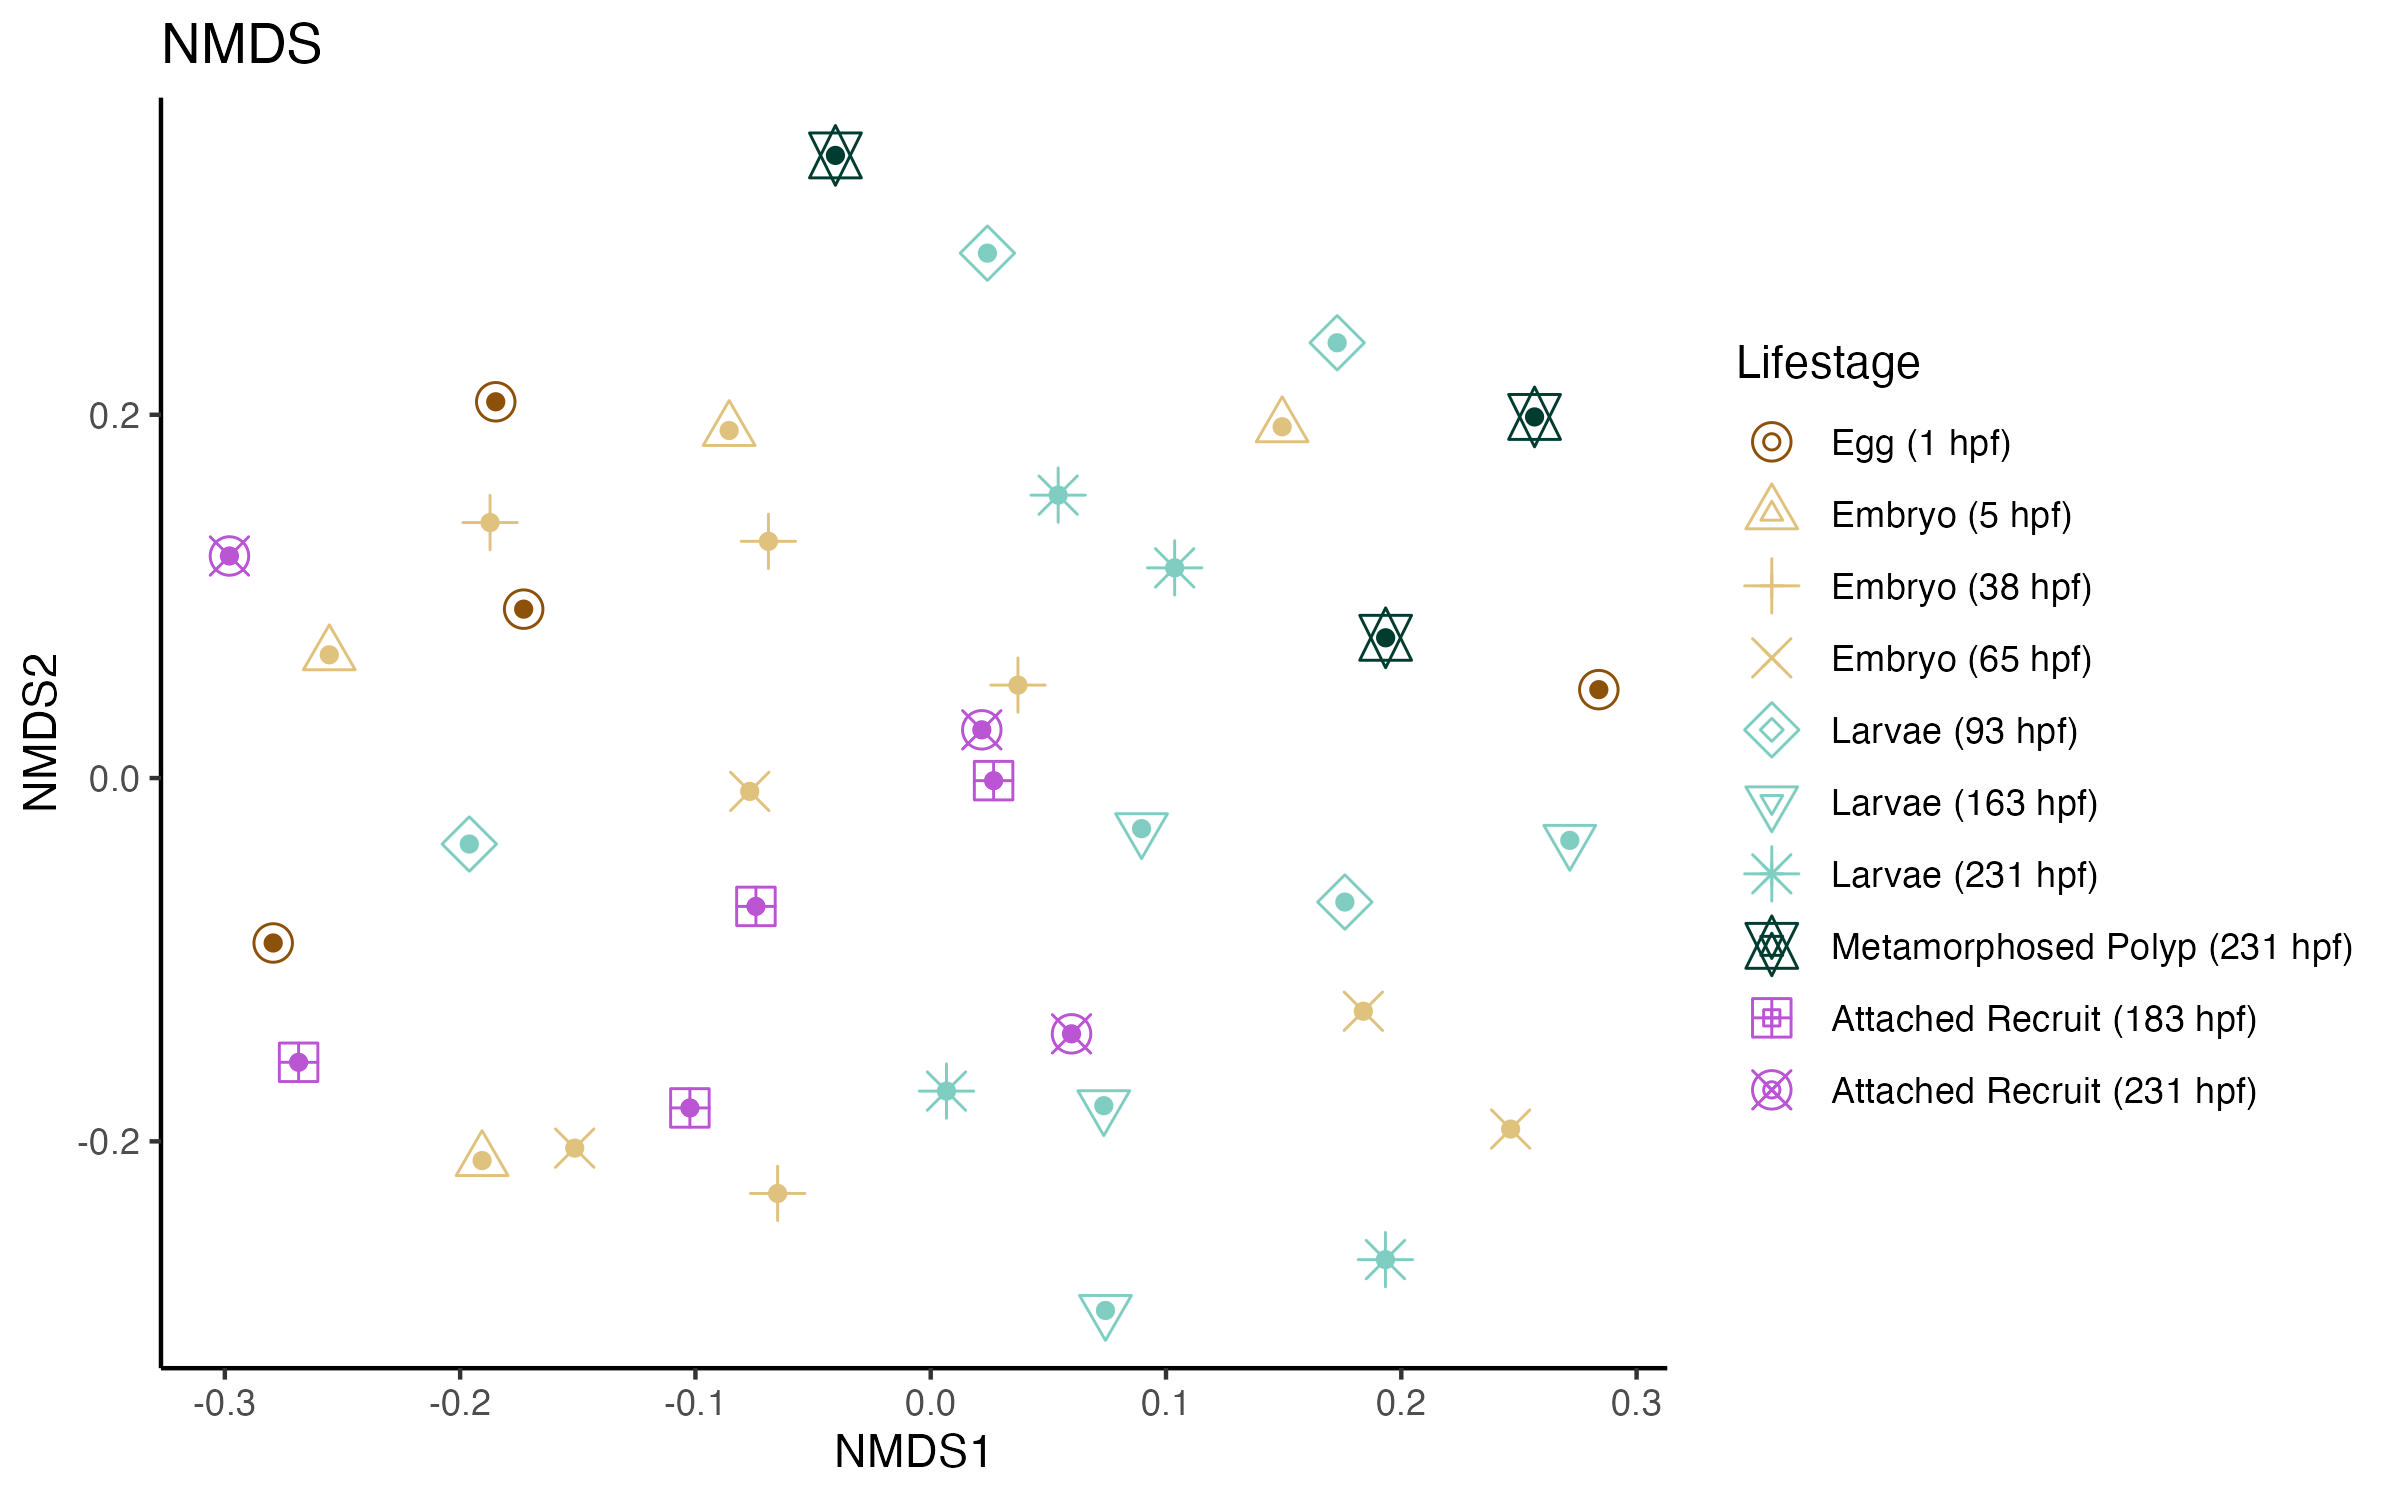 NMDS
NMDS2
0.2
0.0
-0.2
-0.3
-0.2
-0.1
0.0
0.1
0.2
0.3
NMDS1
Lifestage
Egg (1 hpf)
Embryo (5 hpf)
Embryo (38 hpf)
Embryo (65 hpf)
Larvae (93 hpf)
Larvae (163 hpf)
Larvae (231 hpf)
Metamorphosed Polyp (231 hpf)
Attached Recruit (183 hpf)
Attached Recruit (231 hpf)